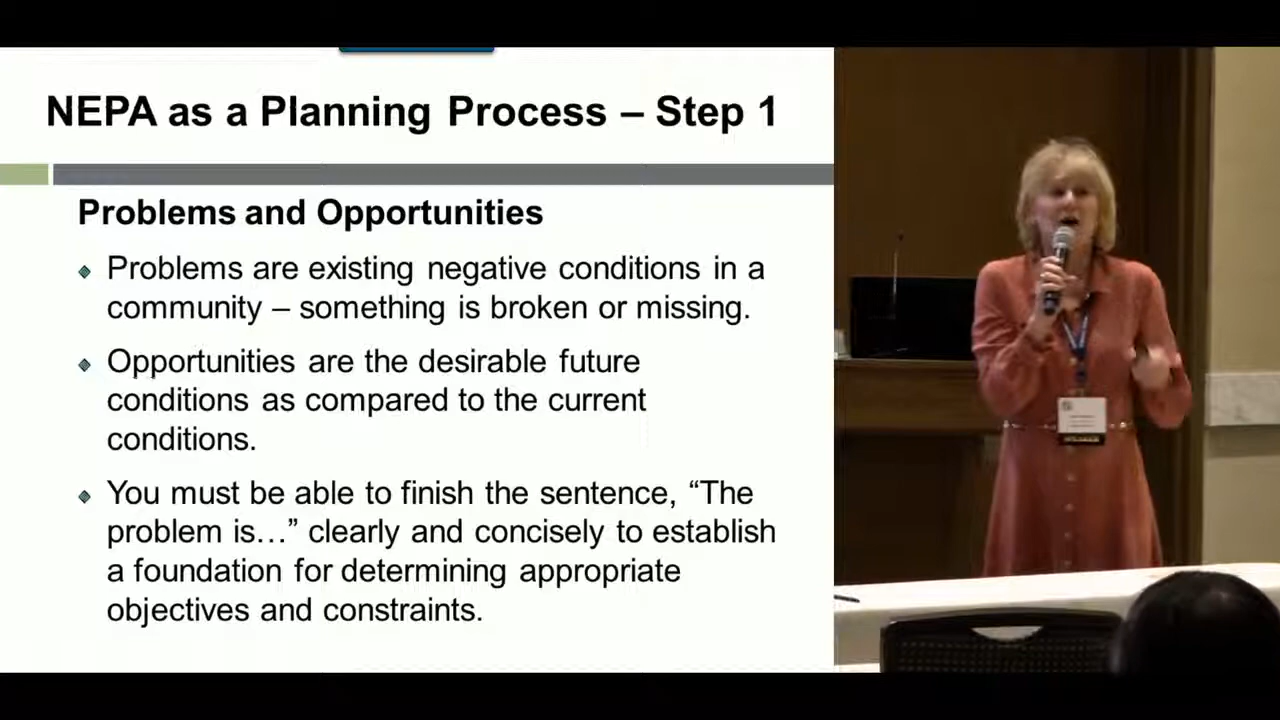 NEPA as a Planning Process – Step 1
Problems and Opportunities
Problems are existing negative conditions in a
community – something is broken or missing.
Opportunities are the desirable future
conditions as compared to the current
conditions.
You must be able to finish the sentence, “The
problem is…” clearly and concisely to establish
a foundation for determining appropriate
objectives and constraints.